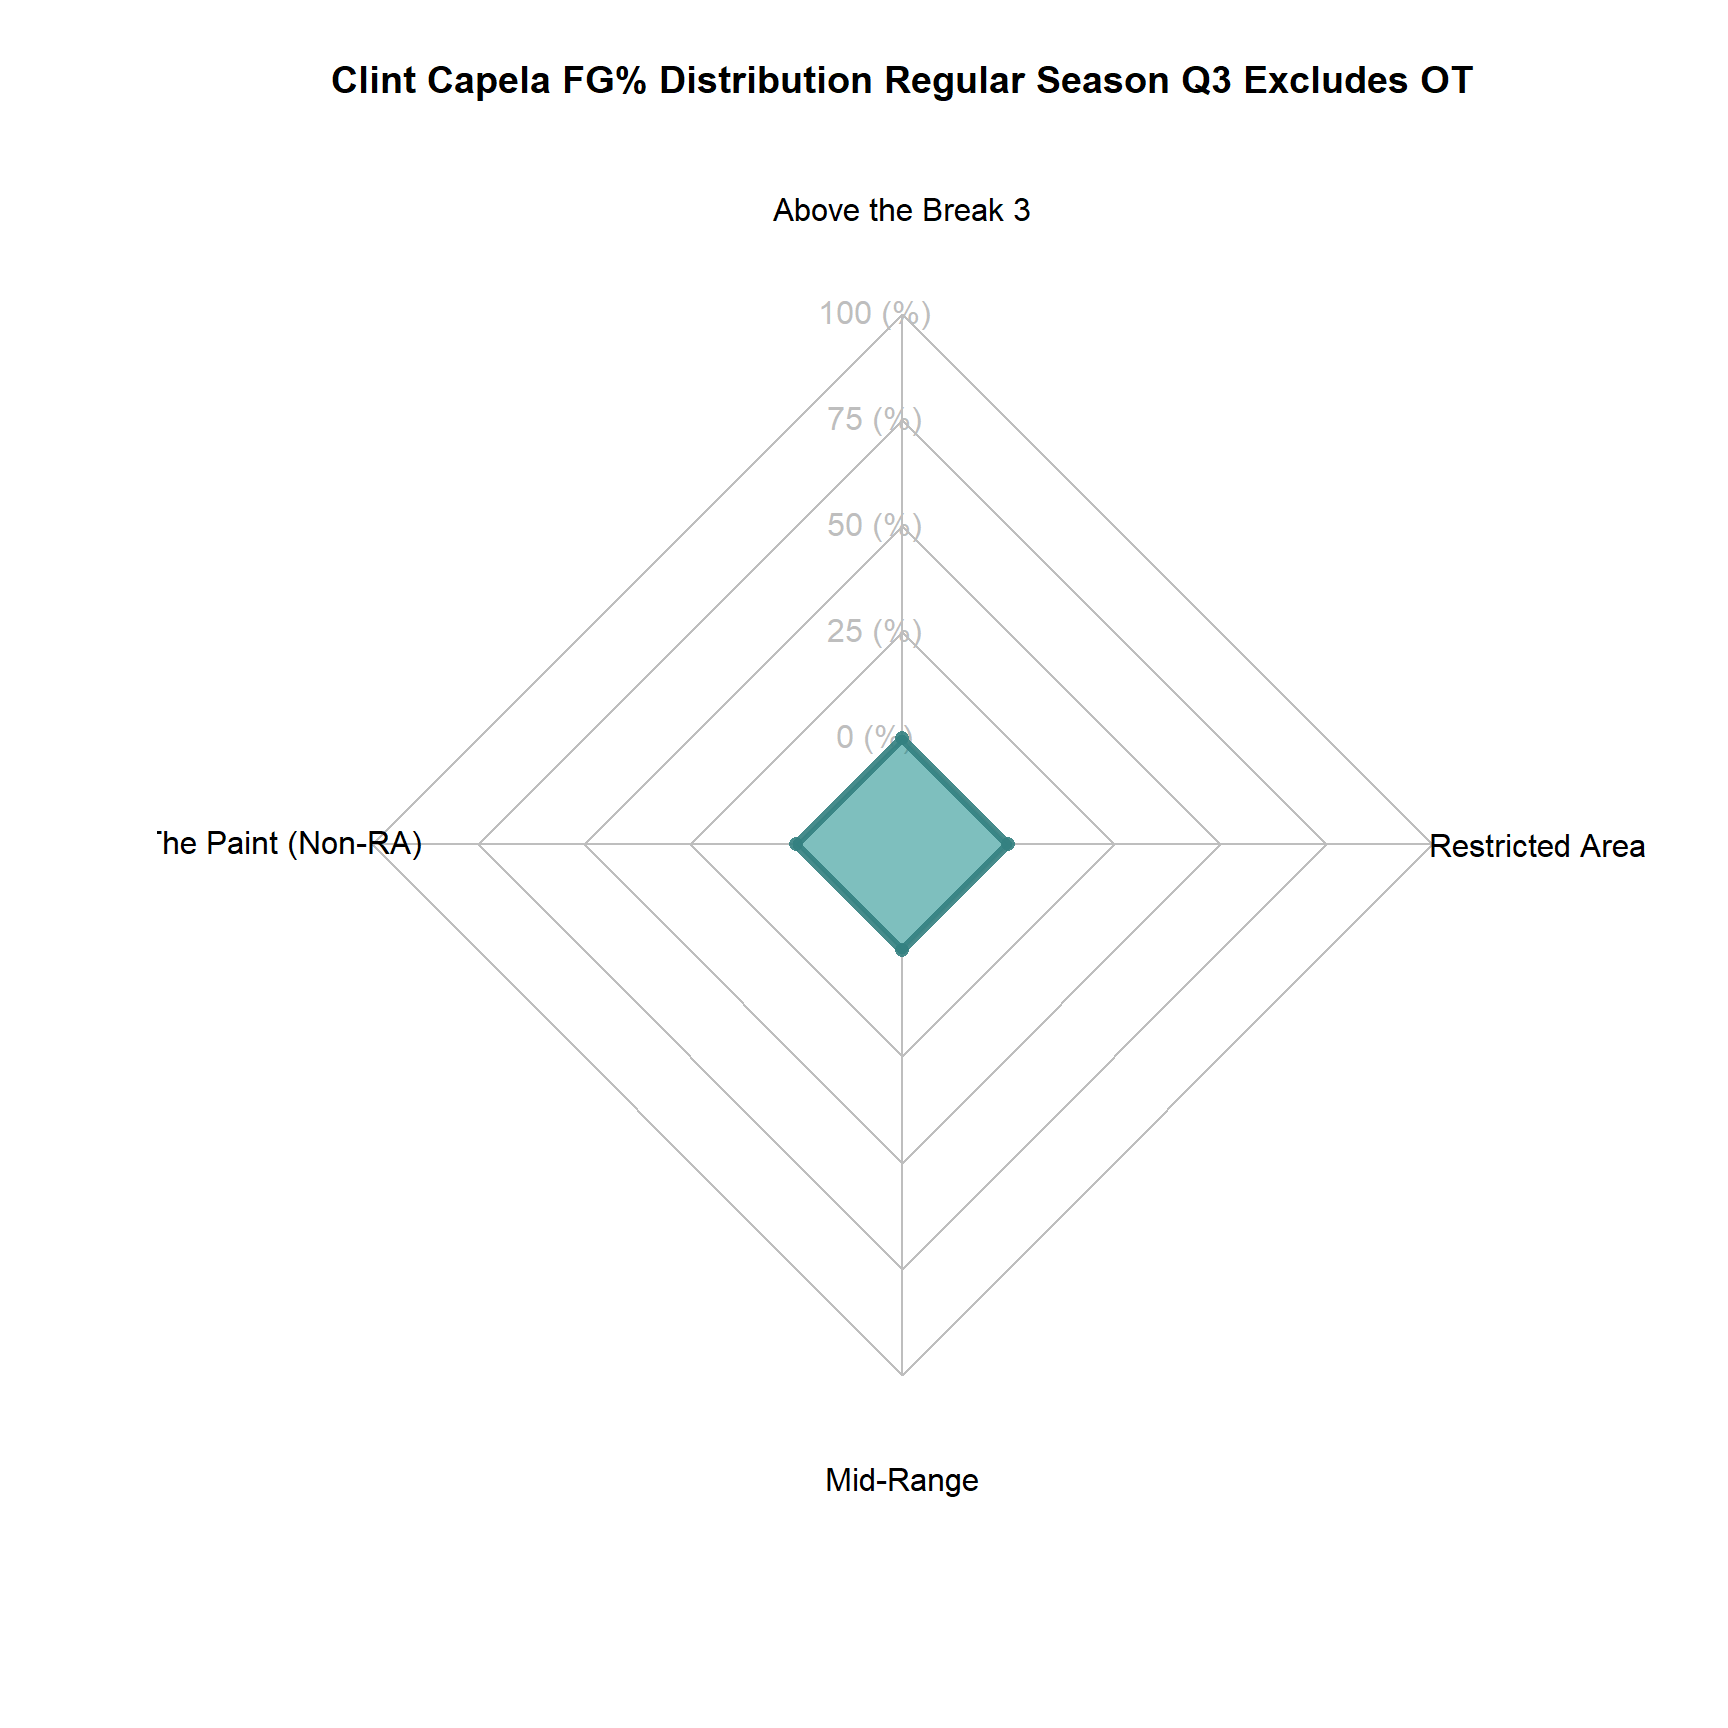 Clint Capela FG% Distribution Regular Season Q3 Excludes OT
Above the Break 3
100 (%)
75 (%)
50 (%)
25 (%)
0 (%)
The Paint (Non-RA)
Restricted Area
Mid-Range